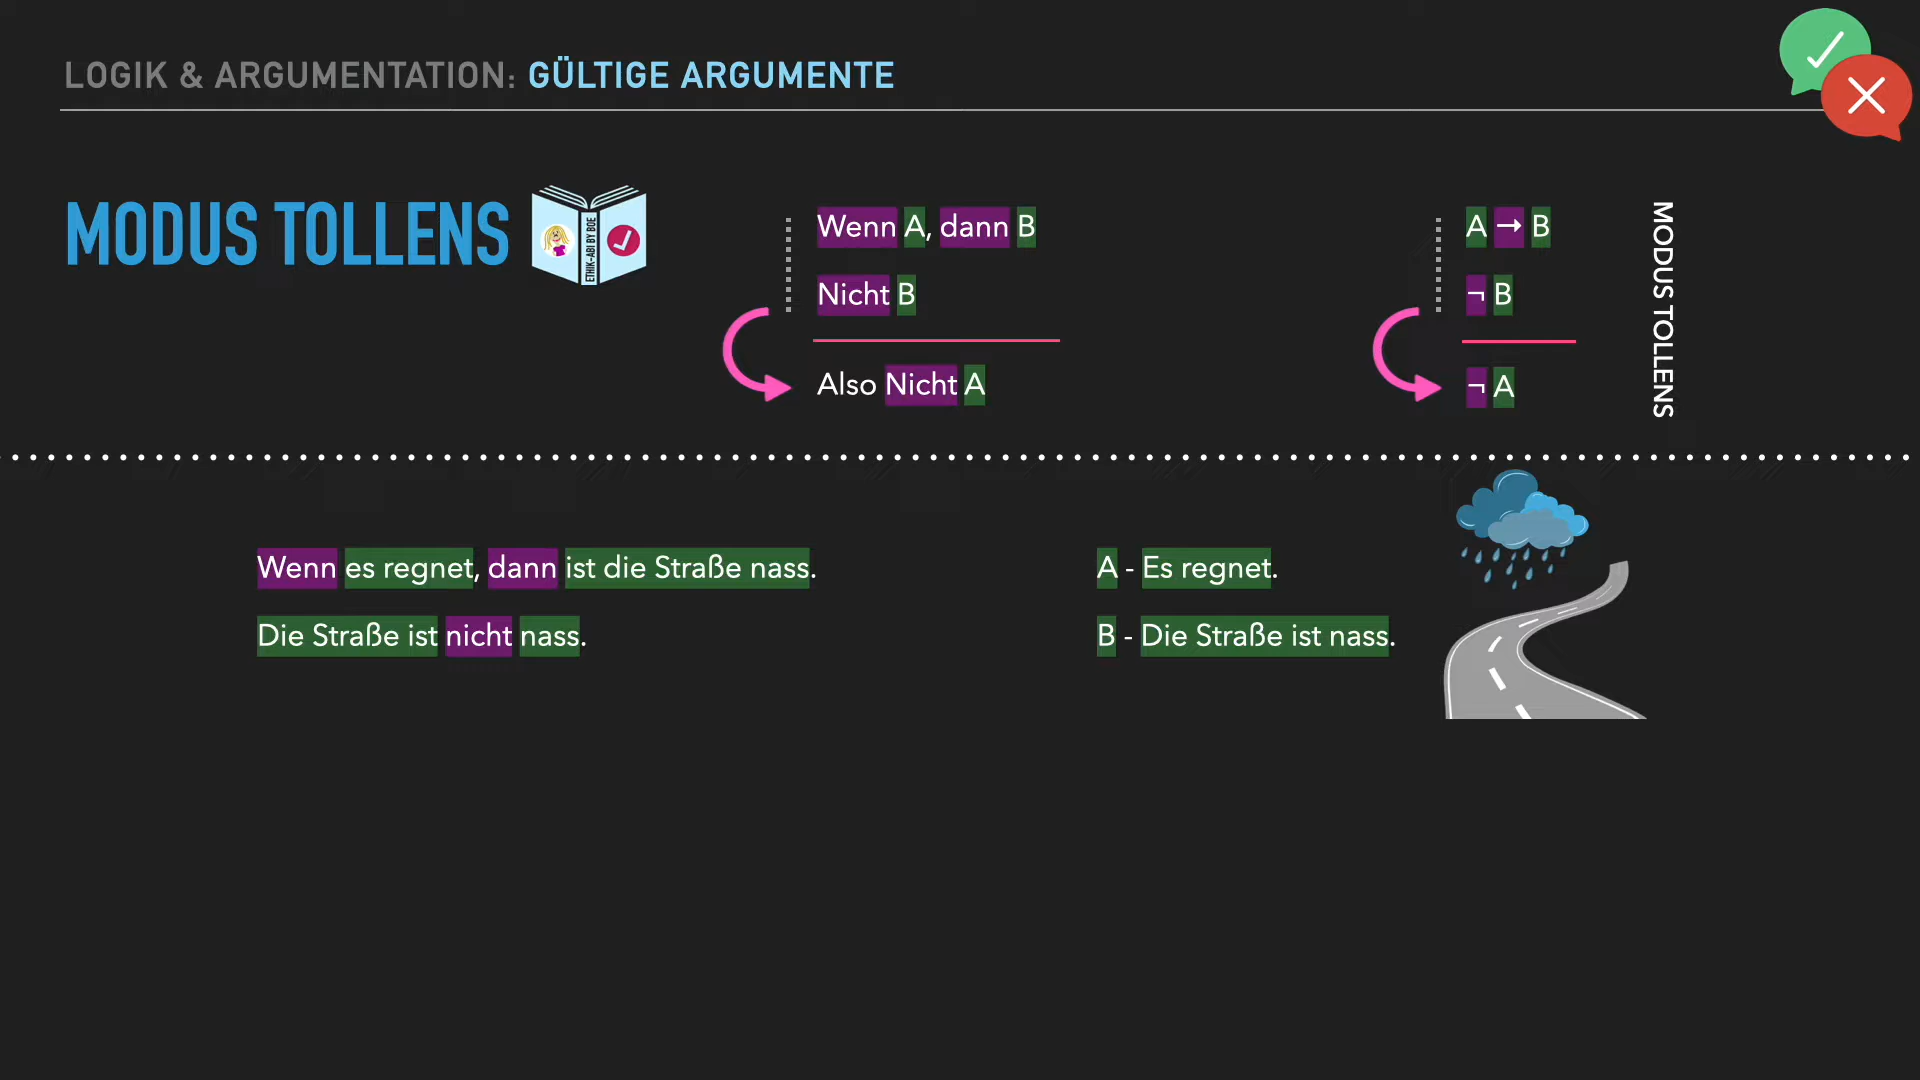 LOGIK & ARGUMENTATION: GÜLTIGE ARGUMENTE
MODUS TOLLENS
ETHIK-ABI BY BOE
Wenn A, dann B
Nicht B
Also Nicht A
A → B
¬ B
¬ A
MODUS TOLLENS
Wenn es regnet, dann ist die Straße nass.
Die Straße ist nicht nass.
A - Es regnet.
B - Die Straße ist nass.